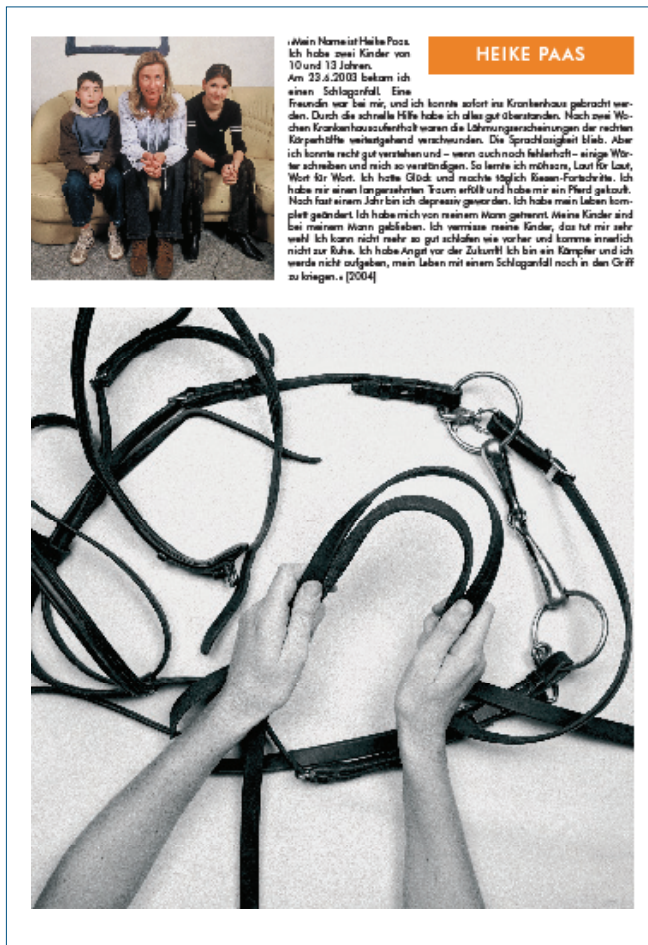 HEIKE PAAS
»Mein Name ist Heike Paas.
Ich habe zwei Kinder von
10 und 13 Jahren.
Am 23.6.2003 bekam ich
einen Schlaganfall. Eine
Freundin war bei mir, und ich konnte sofort ins Krankenhaus gebracht wer-
den. Durch die schnelle Hilfe habe ich alles gut überstanden. Nach zwei Wo-
chen Krankenhausaufenthalt waren die Lähmungserscheinungen der rechten
Körperhälfte weitestgehend verschwunden. Die Sprachlosigkeit blieb. Aber
ich konnte recht gut verstehen und – wenn auch noch fehlerhaft – einige Wör-
ter schreiben und mich so verständigen. So lernte ich mühsam, Laut für Laut,
Wort für Wort. Ich hatte Glück und machte täglich Riesen-Fortschritte. Ich
habe mir einen langersehnten Traum erfüllt und habe mir ein Pferd gekauft.
Nach fast einem Jahr bin ich depressiv geworden. Ich habe mein Leben kom-
plett geändert. Ich habe mich von meinem Mann getrennt. Meine Kinder sind
bei meinem Mann geblieben. Ich vermisse meine Kinder, das tut mir sehr
weh! Ich kann nicht mehr so gut schlafen wie vorher und komme innerlich
nicht zur Ruhe. Ich habe Angst vor der Zukunft! Ich bin ein Kämpfer und ich
werde nicht aufgeben, mein Leben mit einem Schlaganfall noch in den Griff
zu kriegen.« (2004)